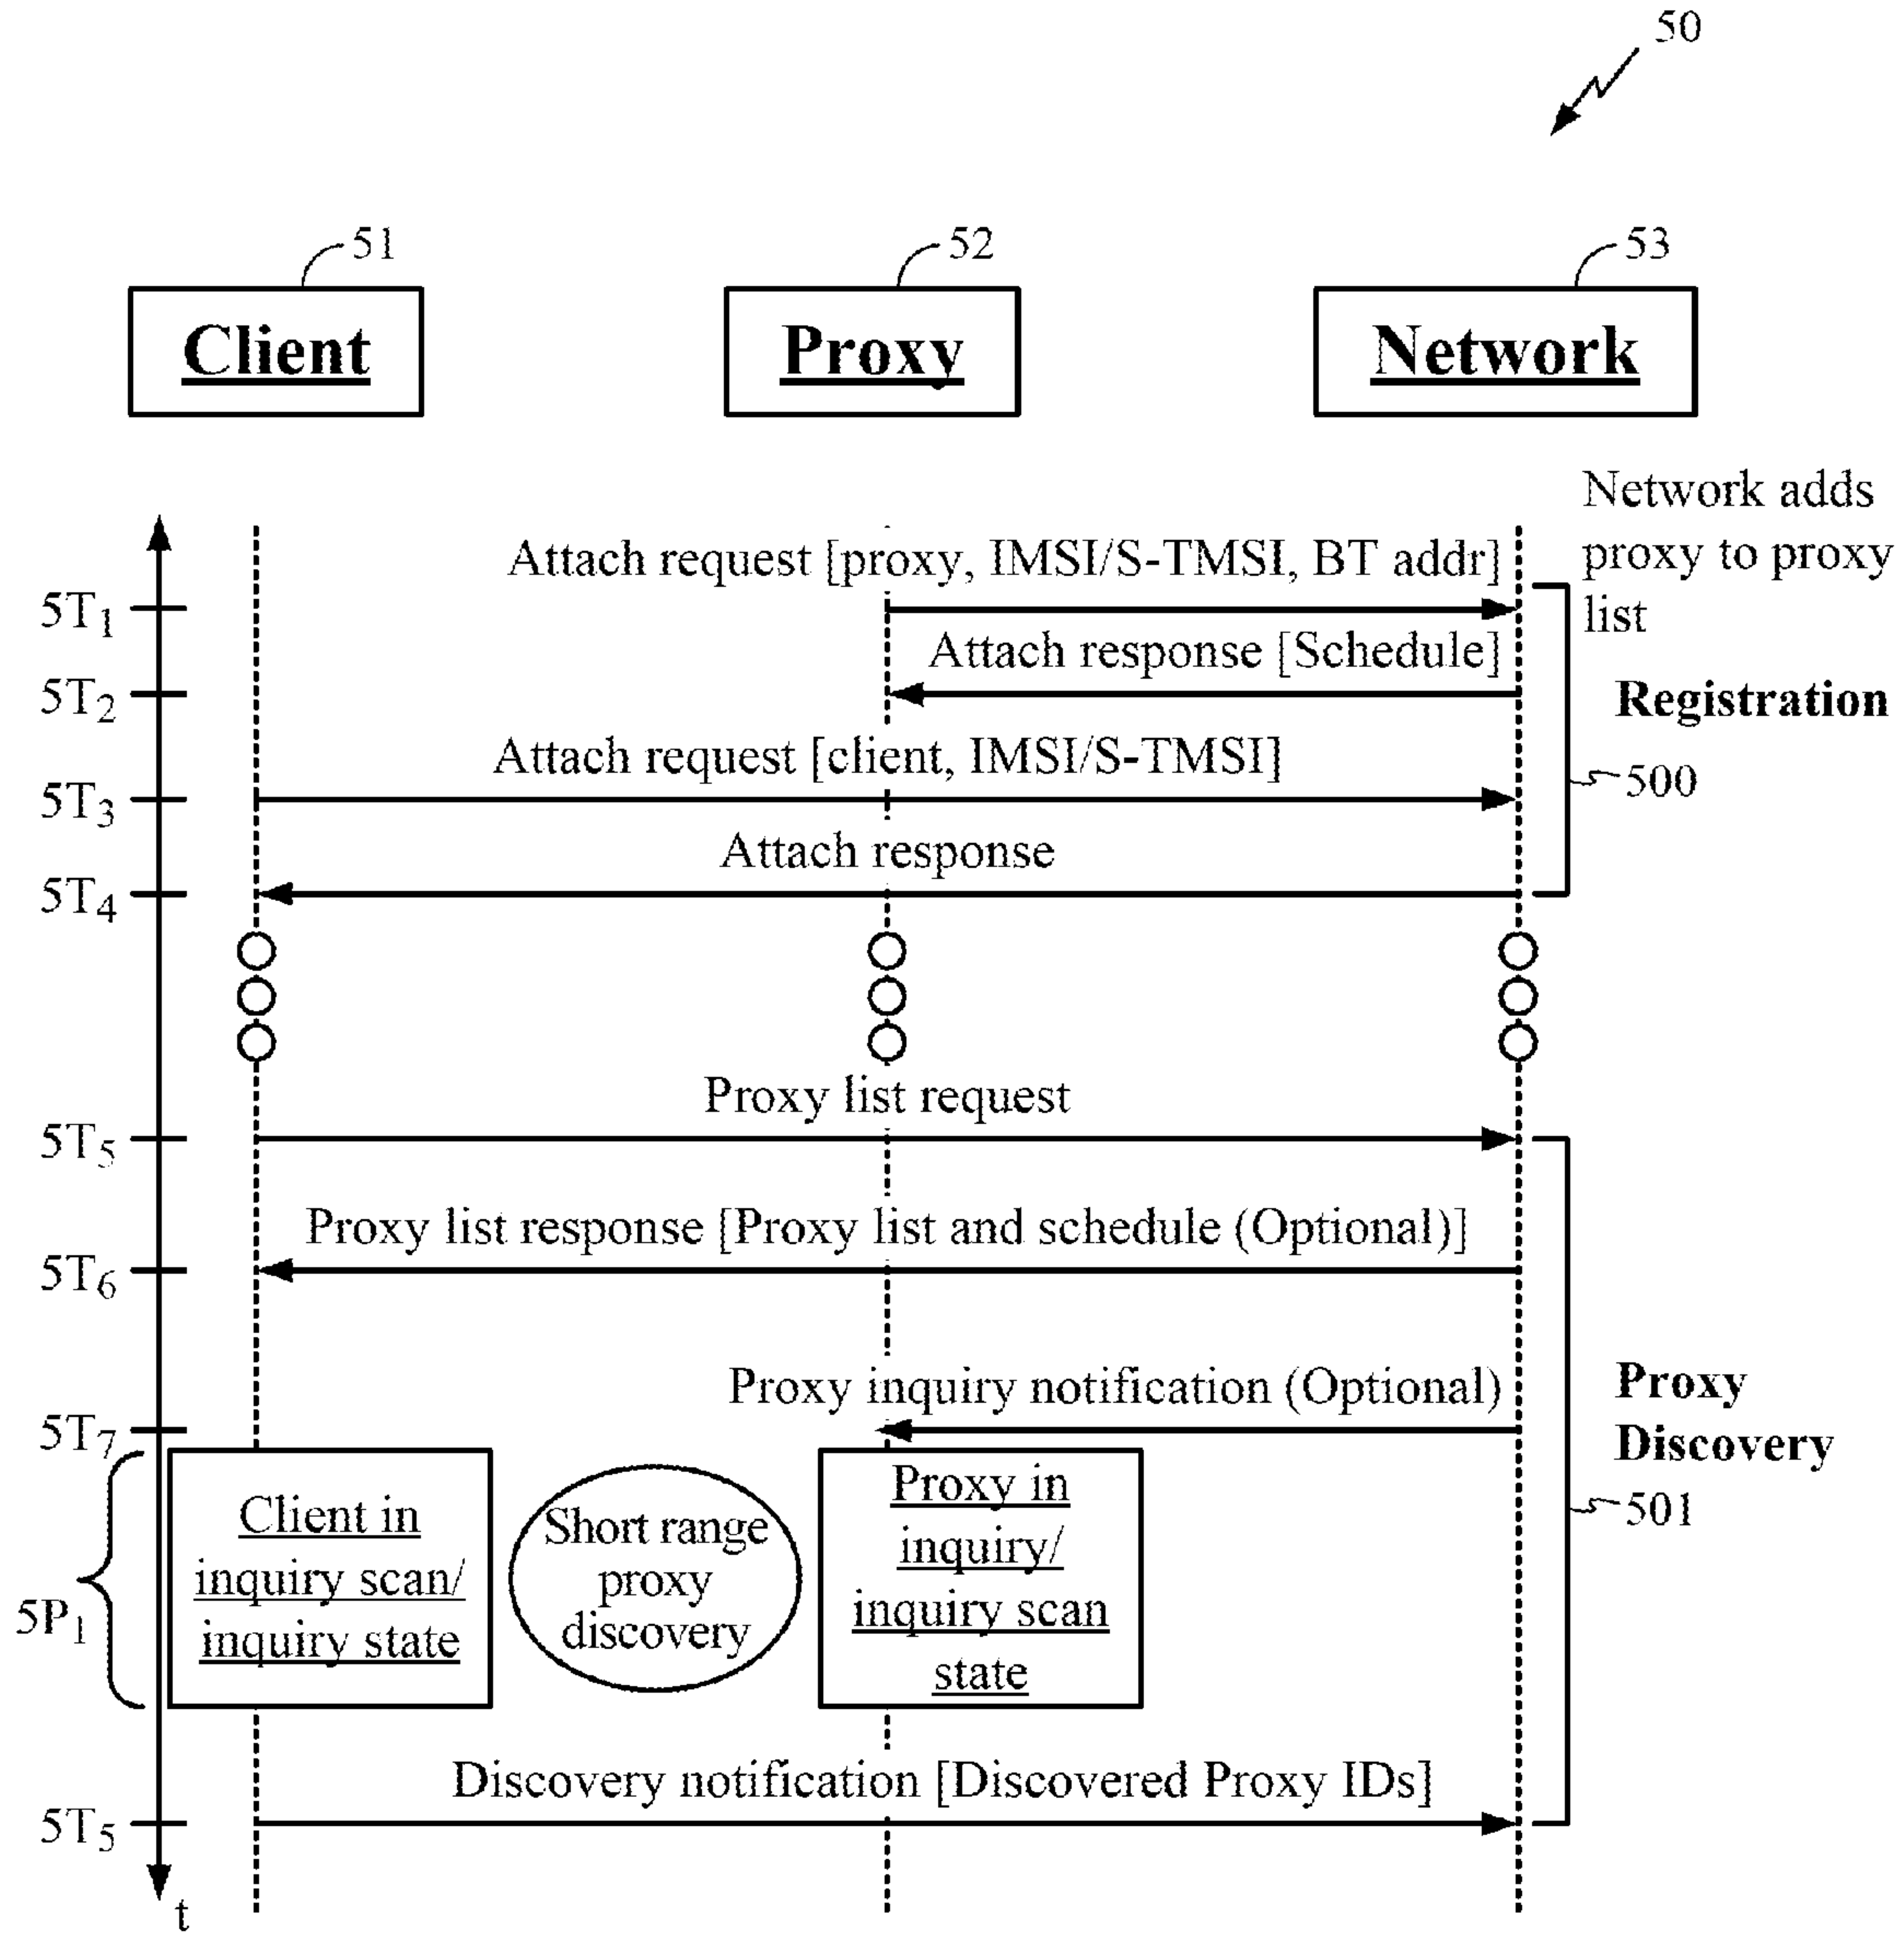 50
51
52
53
Client
Proxy
Network
Network adds
proxy to proxy
list
Attach request [proxy, IMSI/S-TMSI, BT addr]
5T1
Attach response [Schedule]
5T2
Registration
Attach request [client, IMSI/S-TMSI]
5T3
500
Attach response
5T4
Proxy list request
5T5
Proxy list response [Proxy list and schedule (Optional)]
5T6
Proxy inquiry notification (Optional)
5T7
Proxy
Discovery
501
5P1
Client in
inquiry scan/
inquiry state
Short range
proxy
discovery
Proxy in
inquiry/
inquiry scan
state
Discovery notification [Discovered Proxy IDs]
5T5
t